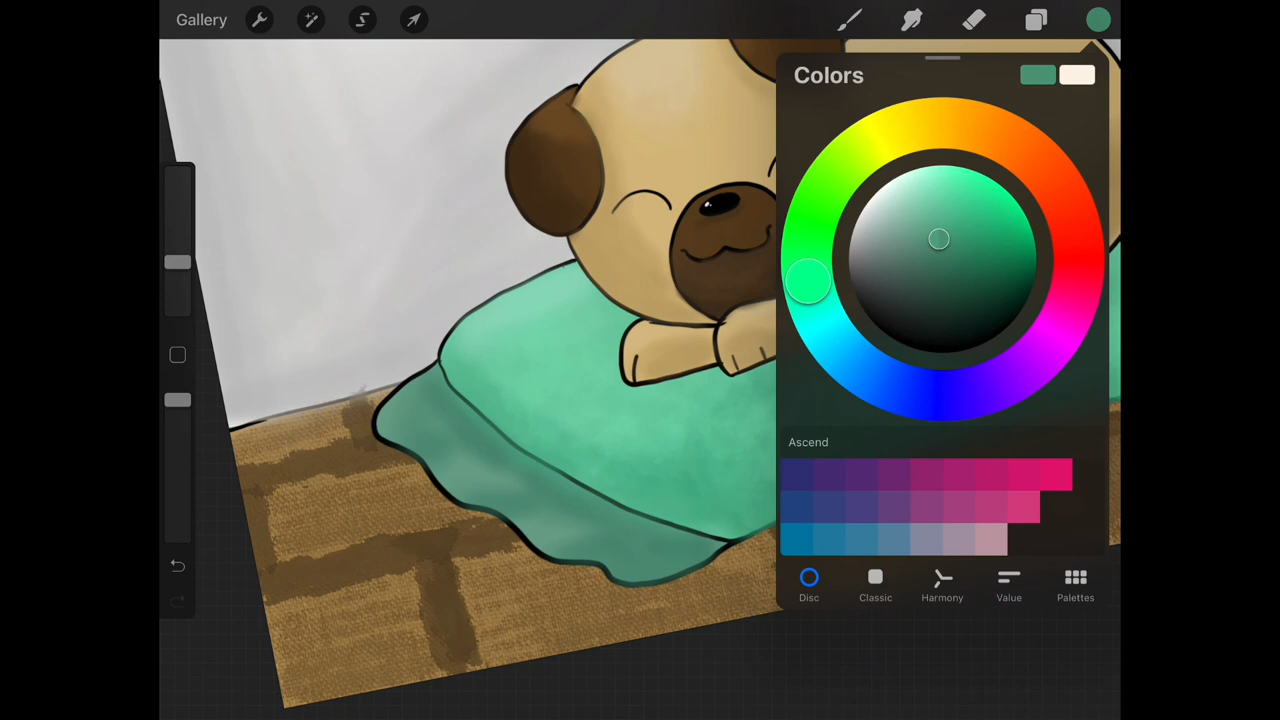 Gallery
Colors
Ascend
Disc
Classic
Harmony
Value
Palettes